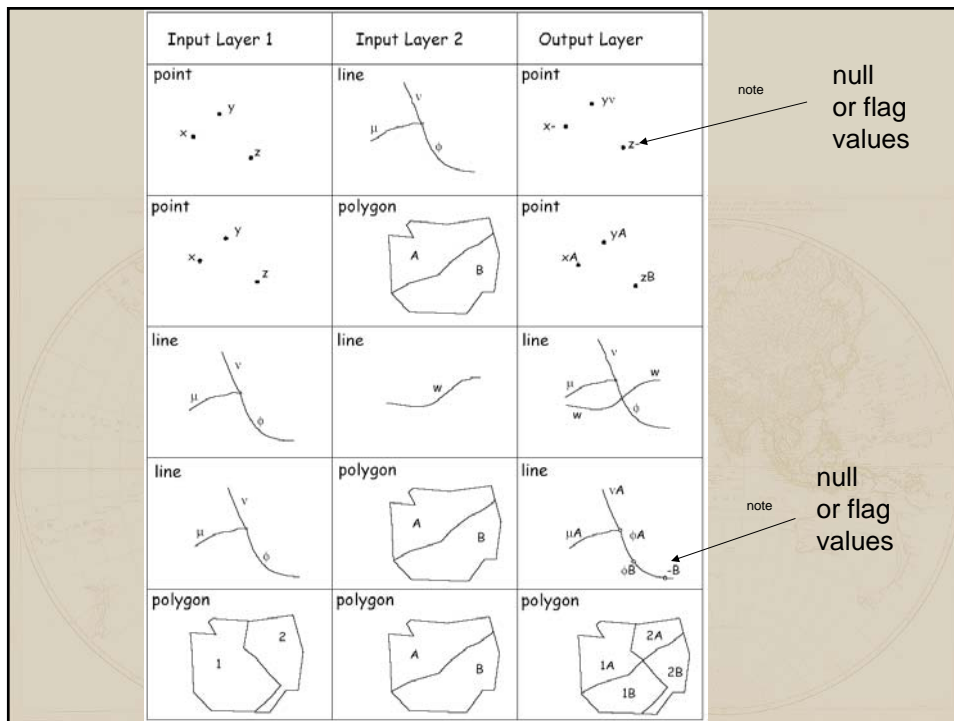 Input Layer 1 Input Layer 2 Output Layer
point line point
y ν yν
x μ x-
z ϕ z-
note
null
or flag
values
point polygon point
y A yA
x B xA
z zB
line line line
ν w ν w
μ μ
ϕ w ϕ
line polygon line
ν A νA
μ B μA ϕA
ϕ ϕB -B
note
null
or flag
values
polygon polygon polygon
2 A 2A
1 B 1A 2B
1B